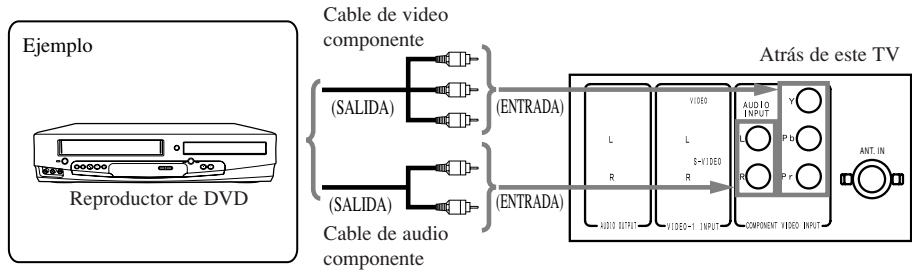 Ejemplo
Reproductor de DVD
Cable de video
componente
(SALIDA)
(ENTRADA)
(SALIDA)
(ENTRADA)
Cable de audio
componente
Atrás de este TV
VIDEO
AUDIO
INPUT
Y
L
L
L
Pb
S-VIDEO
R
R
R
Pr
ANT. IN
AUDIO OUTPUT
VIDEO-1 INPUT
COMPONENT VIDEO INPUT